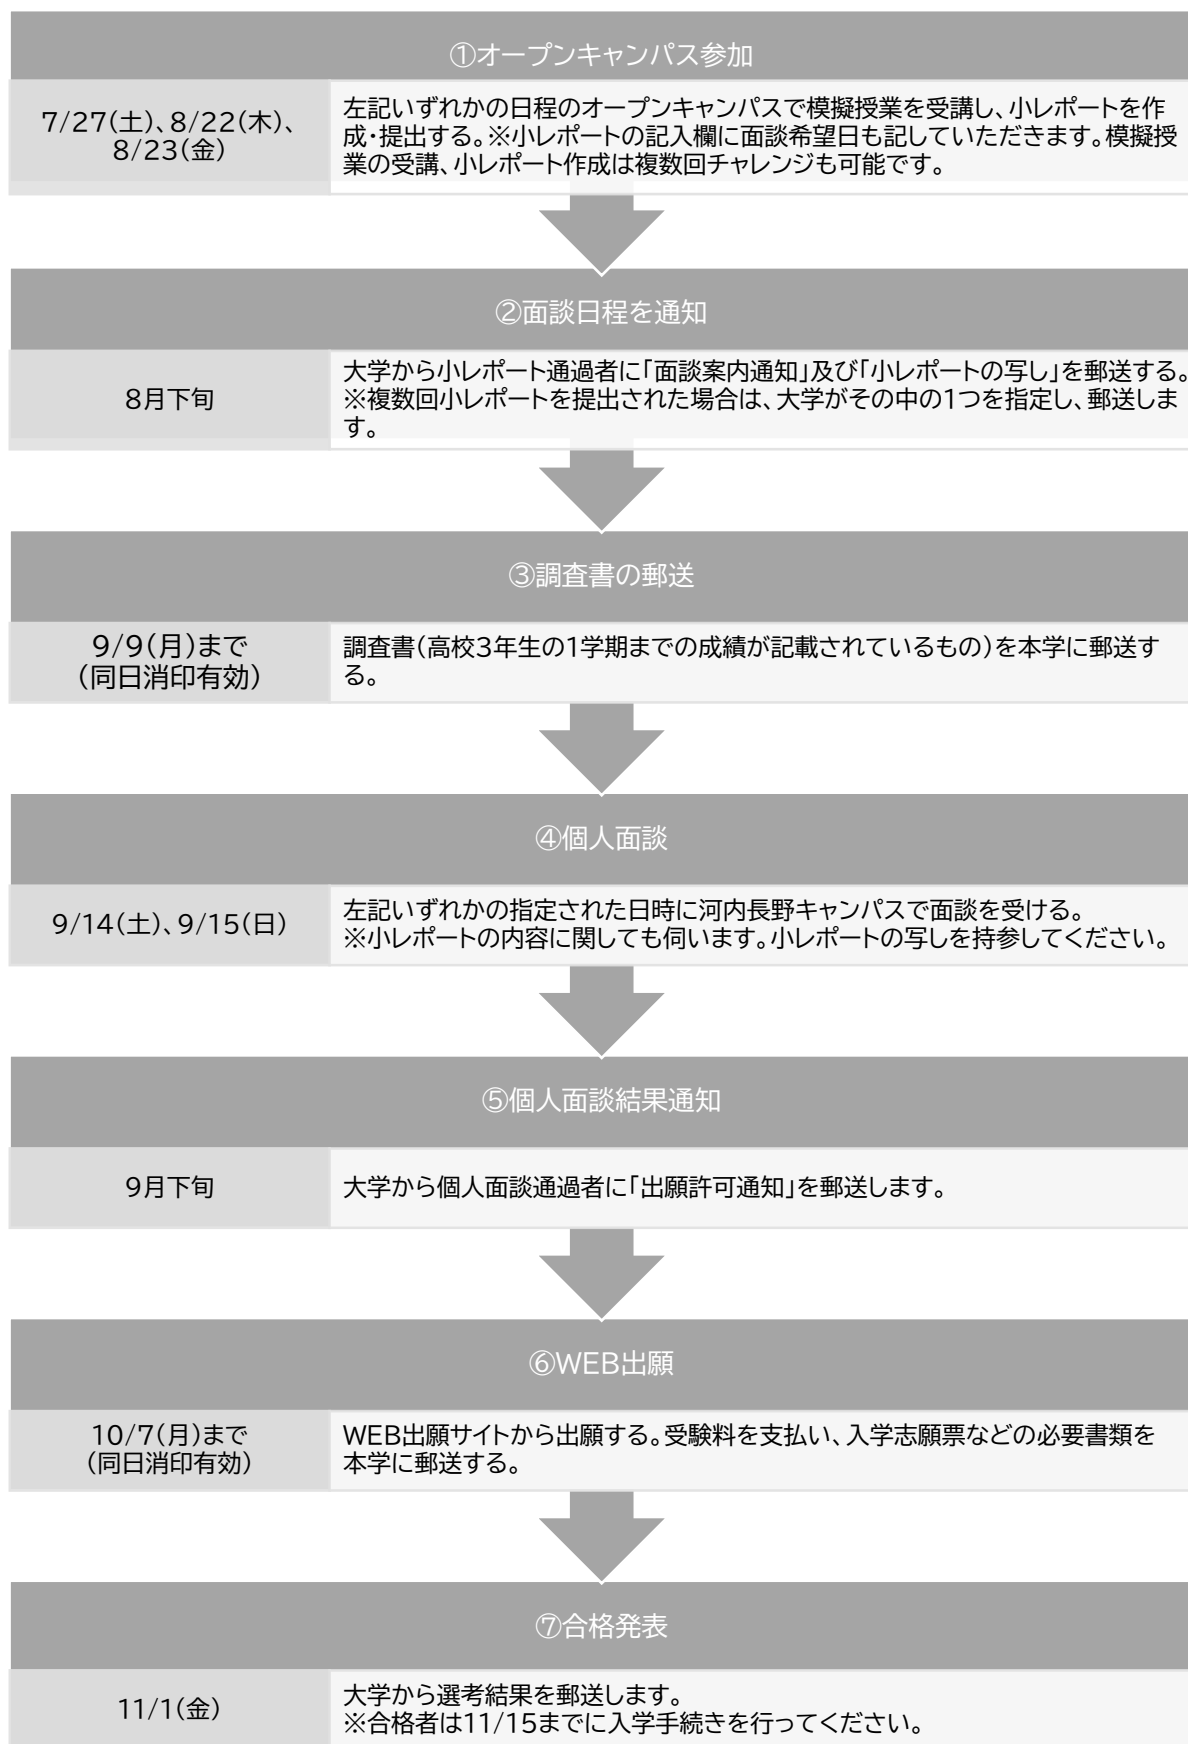 ①オープンキャンパス参加
7/27(土)、8/22(木)、
8/23(金)
左記いずれかの日程のオープンキャンパスで模擬授業を受講し、小レポートを作
成・提出する。※小レポートの記入欄に面談希望日も記していただきます。模擬授
業の受講、小レポート作成は複数回チャレンジも可能です。
②面談日程を通知
8月下旬
大学から小レポート通過者に「面談案内通知」及び「小レポートの写し」を郵送する。
※複数回小レポートを提出された場合は、大学がその中の1つを指定し、郵送しま
す。
③調査書の郵送
9/9(月)まで
(同日消印有効)
調査書(高校3年生の1学期までの成績が記載されているもの)を本学に郵送す
る。
④個人面談
9/14(土)、9/15(日)
左記いずれかの指定された日時に河内長野キャンパスで面談を受ける。
※小レポートの内容に関しても伺います。小レポートの写しを持参してください。
⑤個人面談結果通知
9月下旬
大学から個人面談通過者に「出願許可通知」を郵送します。
⑥WEB出願
10/7(月)まで
(同日消印有効)
WEB出願サイトから出願する。受験料を支払い、入学志願票などの必要書類を
本学に郵送する。
⑦合格発表
11/1(金)
大学から選考結果を郵送します。
※合格者は11/15までに入学手続きを行ってください。